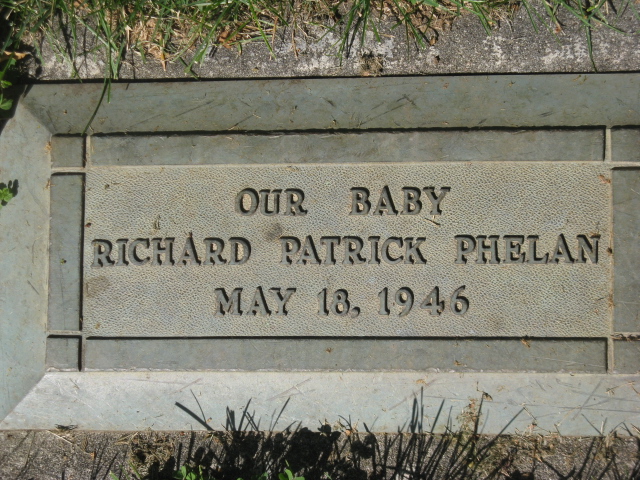 OUR BABY
RICHARD PATRICK PHELAN
MAY 18, 1946